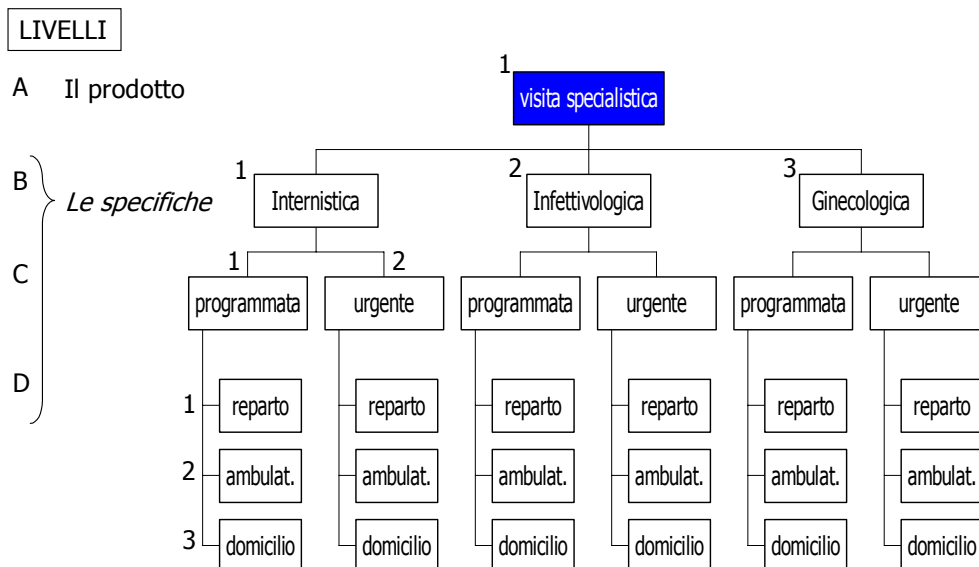 LIVELLI
A Il prodotto
1
visita specialistica
B
Le specifiche
1 2 3
Internistica Infettivologica Ginecologica
C
1 2
programmata urgente programmata urgente programmata urgente
D
1 reparto reparto reparto reparto reparto reparto
2 ambulat. ambulat. ambulat. ambulat. ambulat. ambulat.
3 domicilio domicilio domicilio domicilio domicilio domicilio